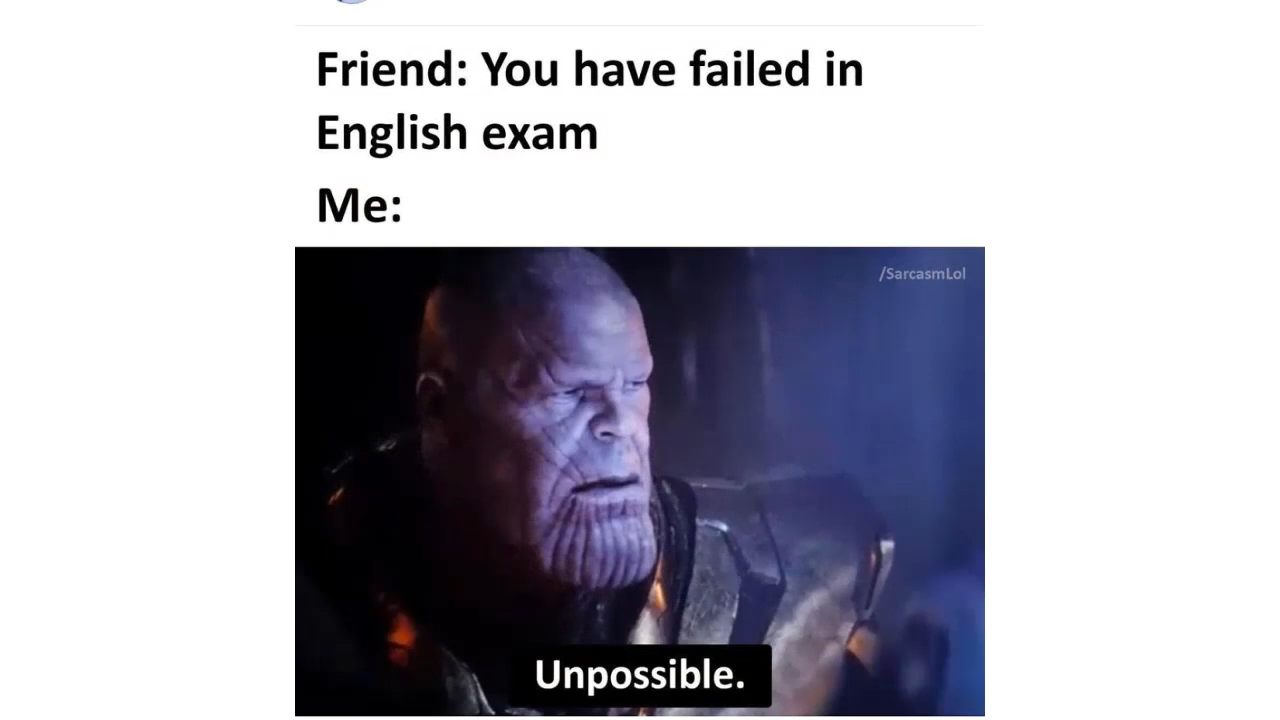 Friend: You have failed in
English exam
Me:
/SarcasmLol
Unpossible.